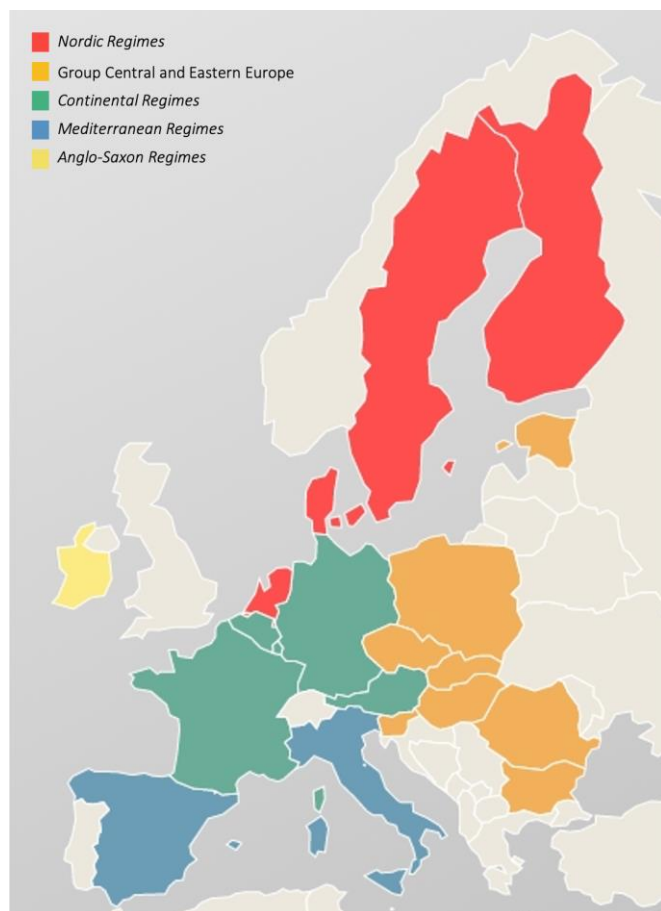 Nordic Regimes
Group Central and Eastern Europe
Continental Regimes
Mediterranean Regimes
Anglo-Saxon Regimes